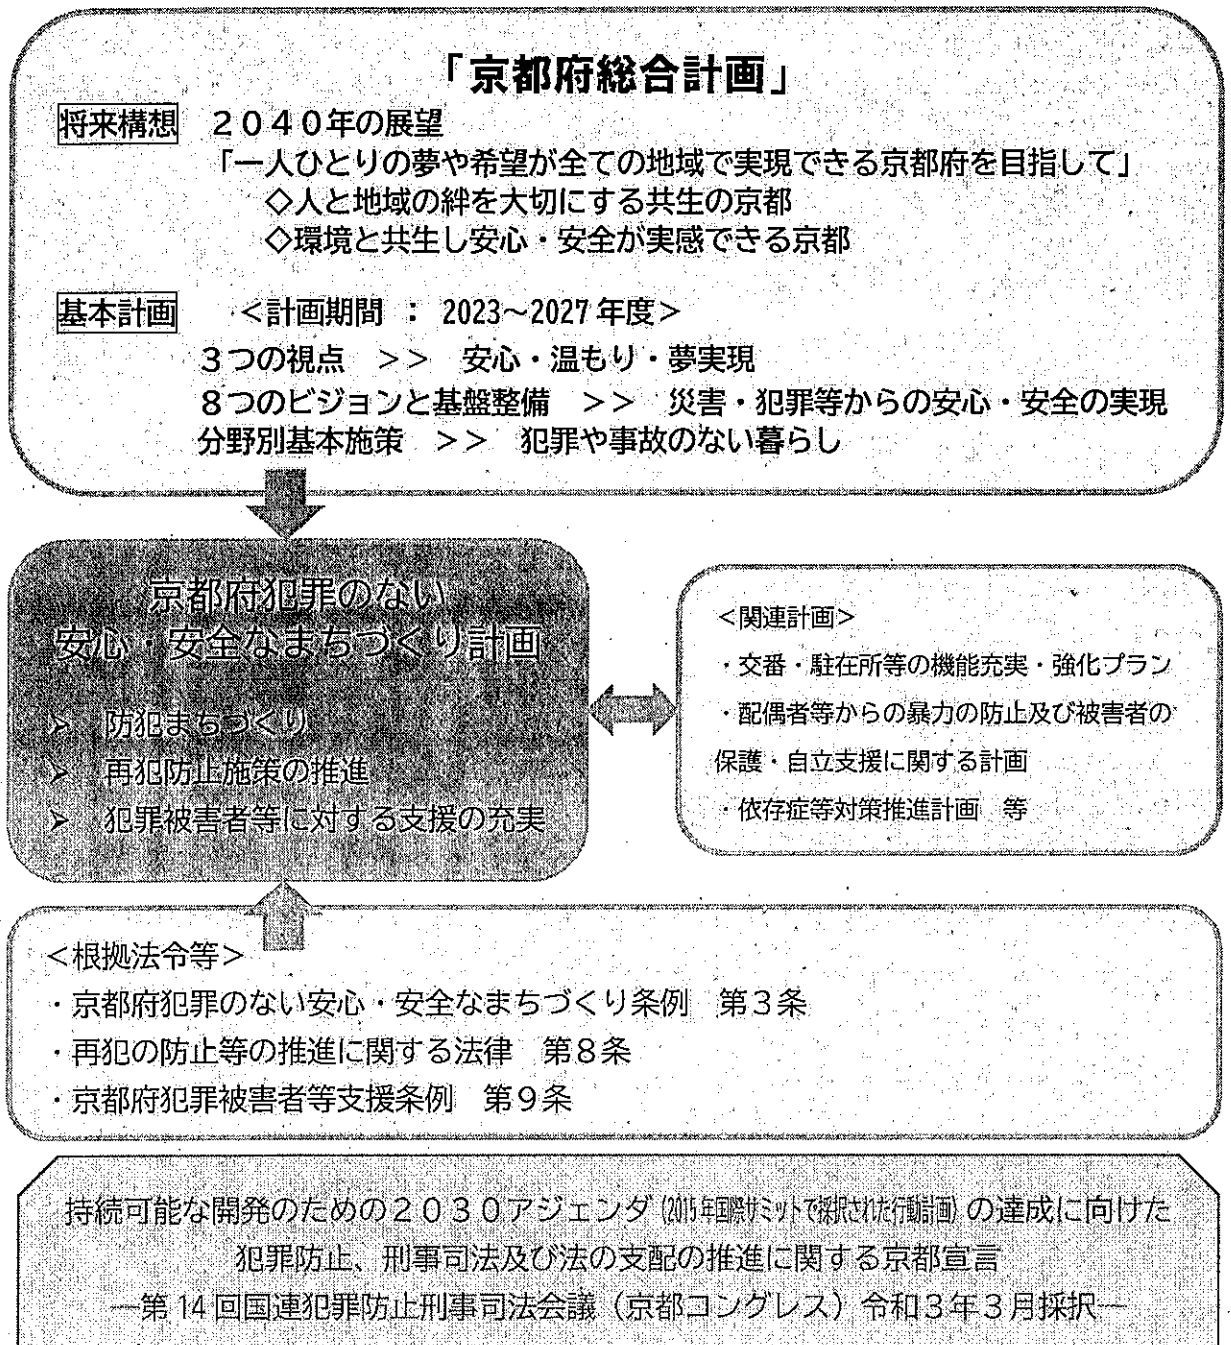 「京都府総合計画」
将来構想 2040年の展望
「一人ひとりの夢や希望が全ての地域で実現できる京都府を目指して」
◇人と地域の絆を大切にする共生の京都
◇環境と共生し安心・安全が実感できる京都
基本計画 <計画期間 : 2023~2027年度>
3つの視点 >> 安心・温もり・夢実現
8つのビジョンと基盤整備 >> 災害・犯罪等からの安心・安全の実現
分野別基本施策 >> 犯罪や事故のない暮らし
京都府犯罪のない
安心・安全なまちづくり計画
➢ 防犯まちづくり
➢ 再犯防止施策の推進
➢ 犯罪被害者等に対する支援の充実
<関連計画>
・交番・駐在所等の機能充実・強化プラン
・配偶者等からの暴力の防止及び被害者の
保護・自立支援に関する計画
・依存症等対策推進計画 等
<根拠法令等>
・京都府犯罪のない安心・安全なまちづくり条例 第3条
・再犯の防止等の推進に関する法律 第8条
・京都府犯罪被害者等支援条例 第9条
持続可能な開発のための2030アジェンダ(2015年国際サミットで採択された行動計画)の達成に向けた
犯罪防止、刑事司法及び法の支配の推進に関する京都宣言
―第14回国連犯罪防止刑事司法会議(京都コングレス)令和3年3月採択―